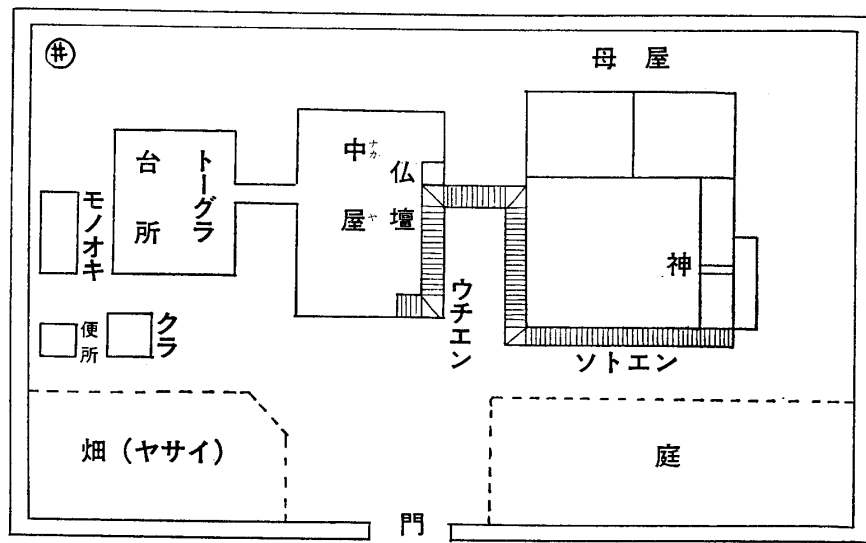 井
母屋
台所
トーグラ
モノオキ
中屋
ナカ
ヤ
仏壇
神
便所
クラ
ウチエン
ソトエン
畑(ヤサイ)
庭
門